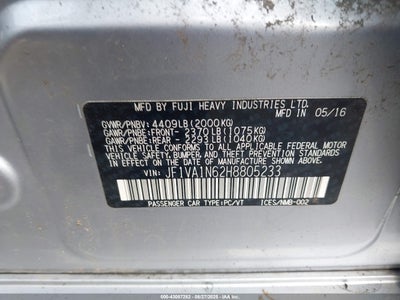 MFD BY FUJI HEAVY INDUSTRIES LTD.
MFD IN 05/16
GVWR/PNBV: 4409LB(2000KG)
GAWR/PNBE:FRONT- 2370LB(1075KG)
GAWR/PNBE:REAR- 2293LB(1040KG)
THIS VEHICLE CONFORMS TO ALL APPLICABLE FEDERAL MOTOR
VEHICLE SAFETY, BUMPER, AND THEFT PREVENTION STANDARDS
IN EFFECT ON THE DATE OF MANUFACTURE SHOWN ABOVE.
VIN: JF1VA1N62H8805233
PASSENGER CAR TYPE:PC/VT ICES/NMB-002